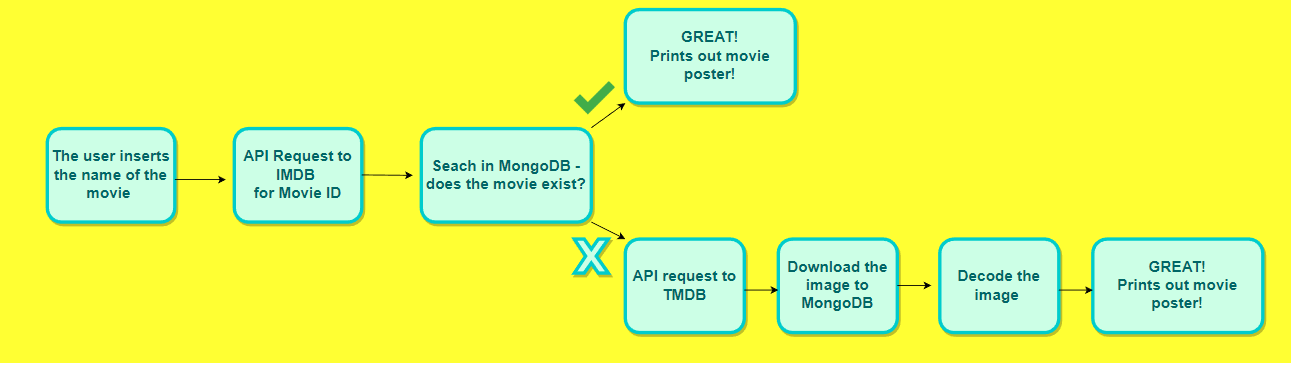 GREAT!
Prints out movie
poster!
The user inserts
the name of the
movie
API Request to
IMDB
for Movie ID
Seach in MongoDB -
does the movie exist?
X
API request to
TMDB
Download the
image to
MongoDB
Decode the
image
GREAT!
Prints out movie
poster!